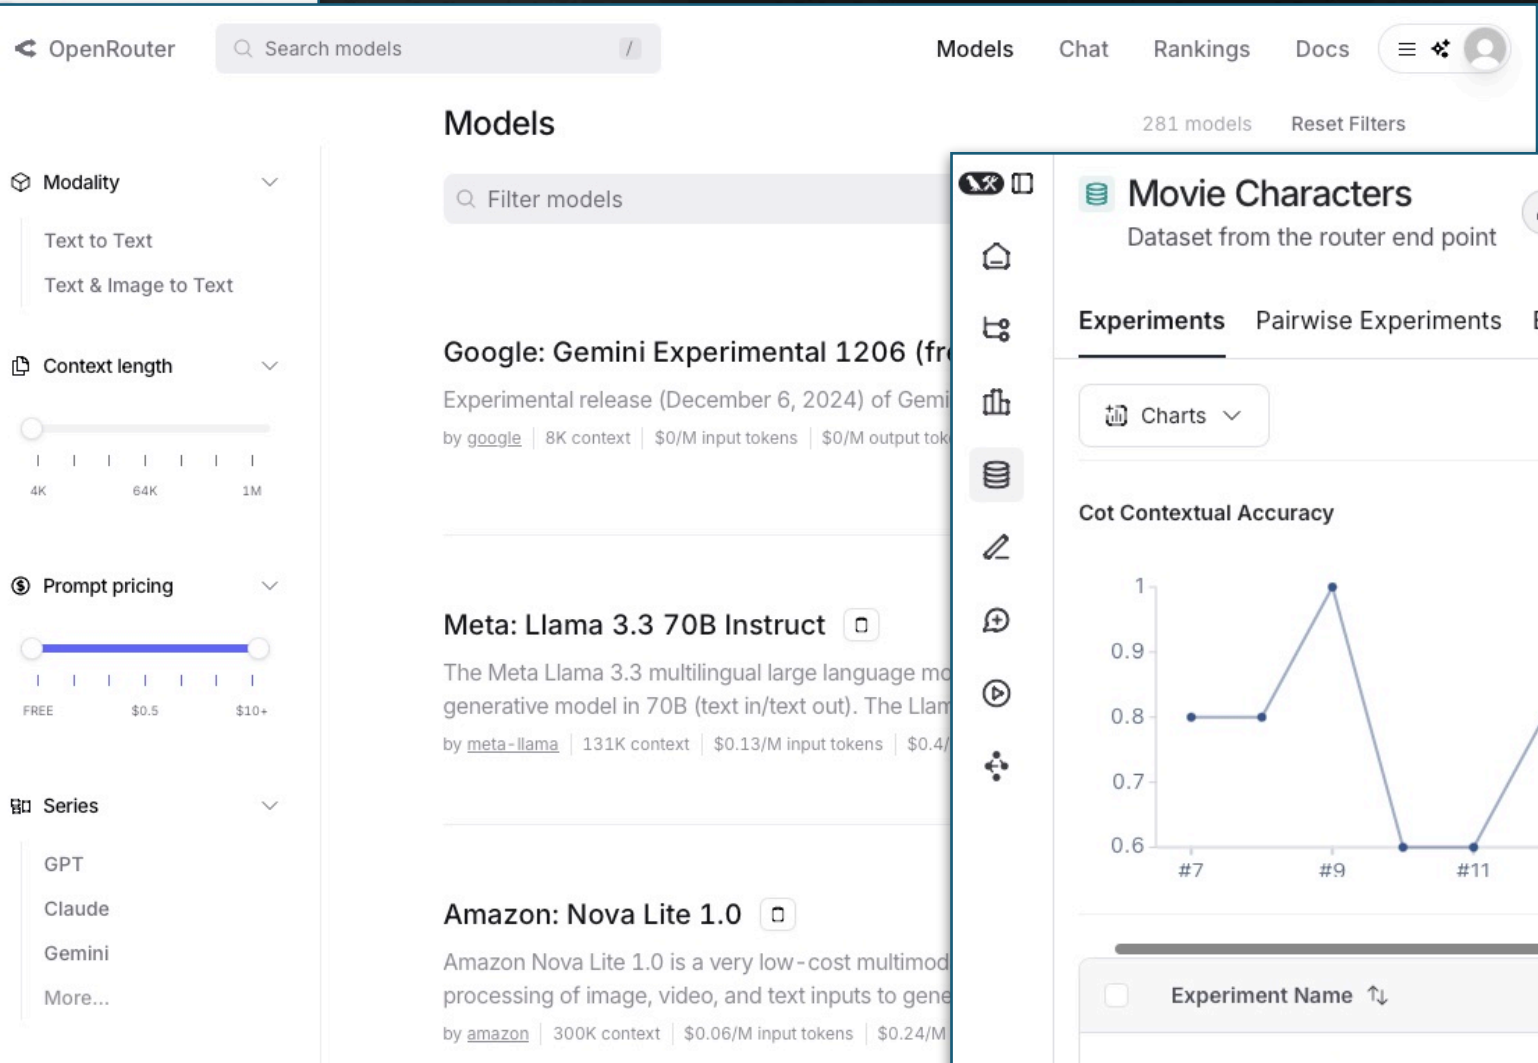 OpenRouter
Search models
/
Models
Chat
Rankings
Docs
Models
281 models
Reset Filters
Filter models
Modality
Text to Text
Text & Image to Text
Context length
4K
64K
1M
Prompt pricing
FREE
$0.5
$10+
Series
GPT
Claude
Gemini
More...
Google: Gemini Experimental 1206 (fre
Experimental release (December 6, 2024) of Gemi
by google
8K context
$0/M input tokens
$0/M output tok
Meta: Llama 3.3 70B Instruct
The Meta Llama 3.3 multilingual large language mo
generative model in 70B (text in/text out). The Llam
by meta-llama
131K context
$0.13/M input tokens
$0.4/
Amazon: Nova Lite 1.0
Amazon Nova Lite 1.0 is a very low-cost multimod
processing of image, video, and text inputs to gene
by amazon
300K context
$0.06/M input tokens
$0.24/M
Movie Characters
Dataset from the router end point
Experiments
Pairwise Experiments
Charts
Cot Contextual Accuracy
1
0.9
0.8
0.7
0.6
#7
#9
#11
Experiment Name